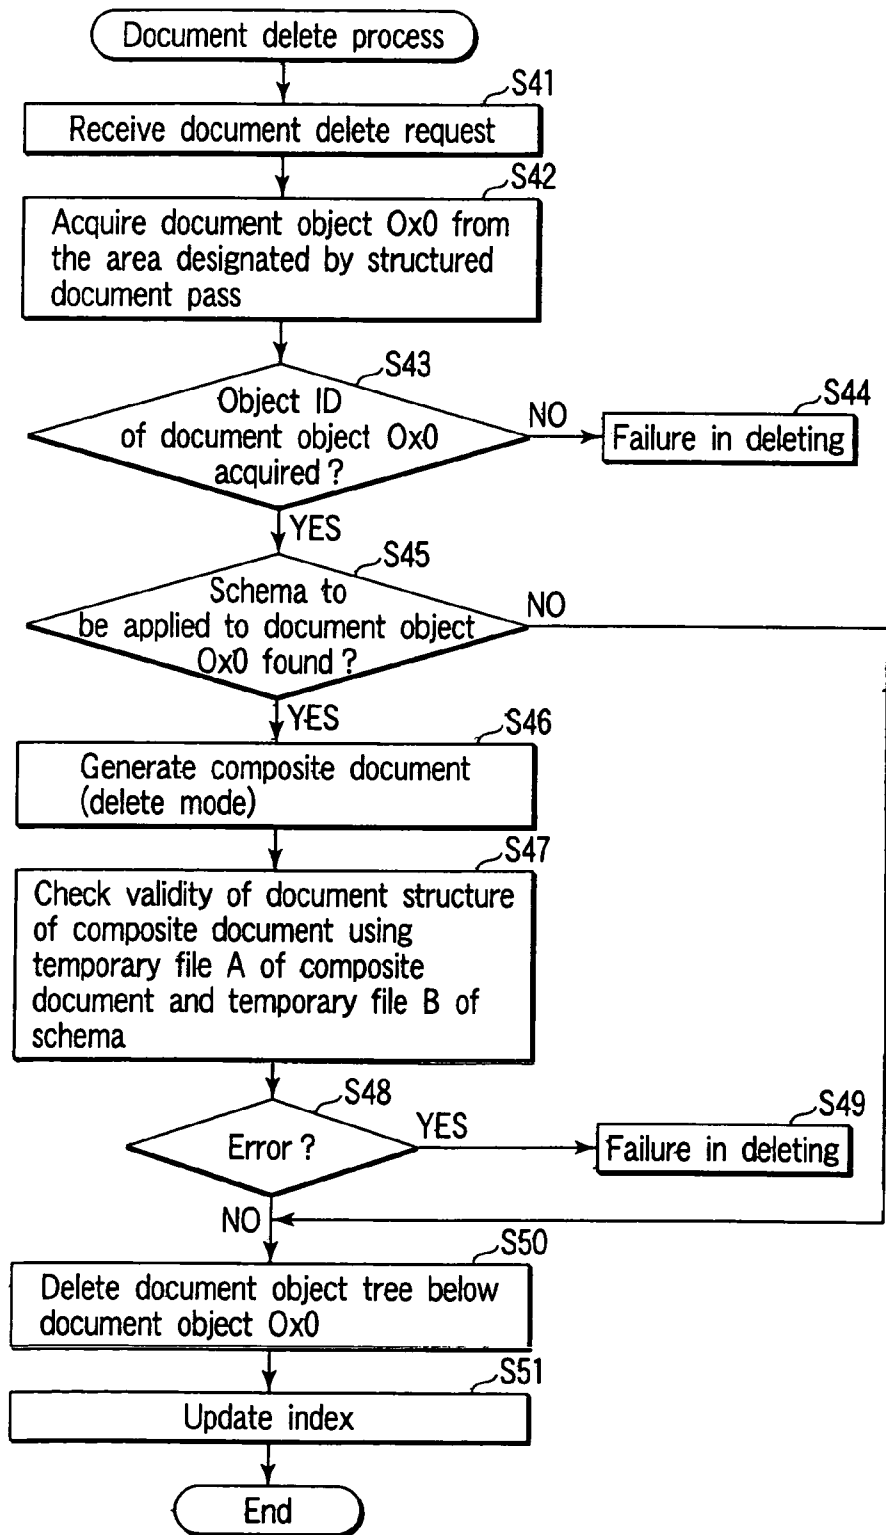 Document delete process
S41
Receive document delete request
S42
Acquire document object Ox0 from
the area designated by structured
document pass
S43
Object ID
of document object Ox0
acquired?
NO
S44
Failure in deleting
YES
S45
Schema to
be applied to document object
Ox0 found?
NO
YES
S46
Generate composite document
(delete mode)
S47
Check validity of document structure
of composite document using
temporary file A of composite
document and temporary file B of
schema
S48
Error?
YES
S49
Failure in deleting
NO
S50
Delete document object tree below
document object Ox0
S51
Update index
End